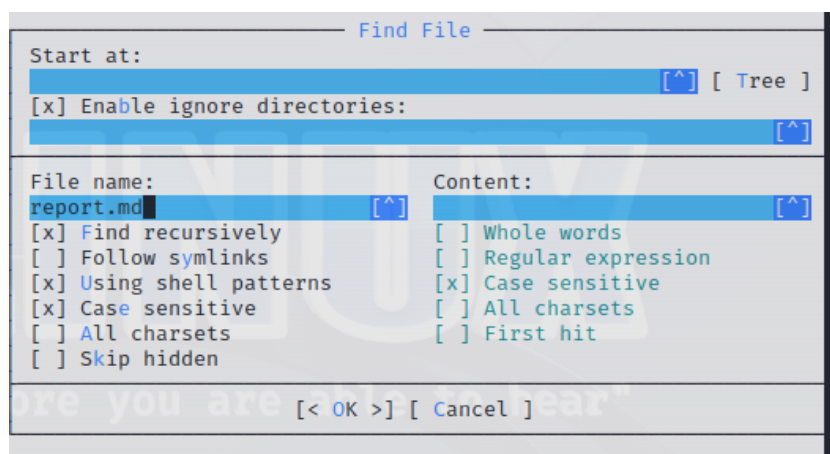 Find File
Start at:
[^] [ Tree ]
[x] Enable ignore directories:
[^]
File name: Content:
report.md [^] [^]
[x] Find recursively [ ] Whole words
[ ] Follow symlinks [ ] Regular expression
[x] Using shell patterns [x] Case sensitive
[x] Case sensitive [ ] All charsets
[ ] All charsets [ ] First hit
[ ] Skip hidden
ore you are able to hear"
[< OK >] [ Cancel ]